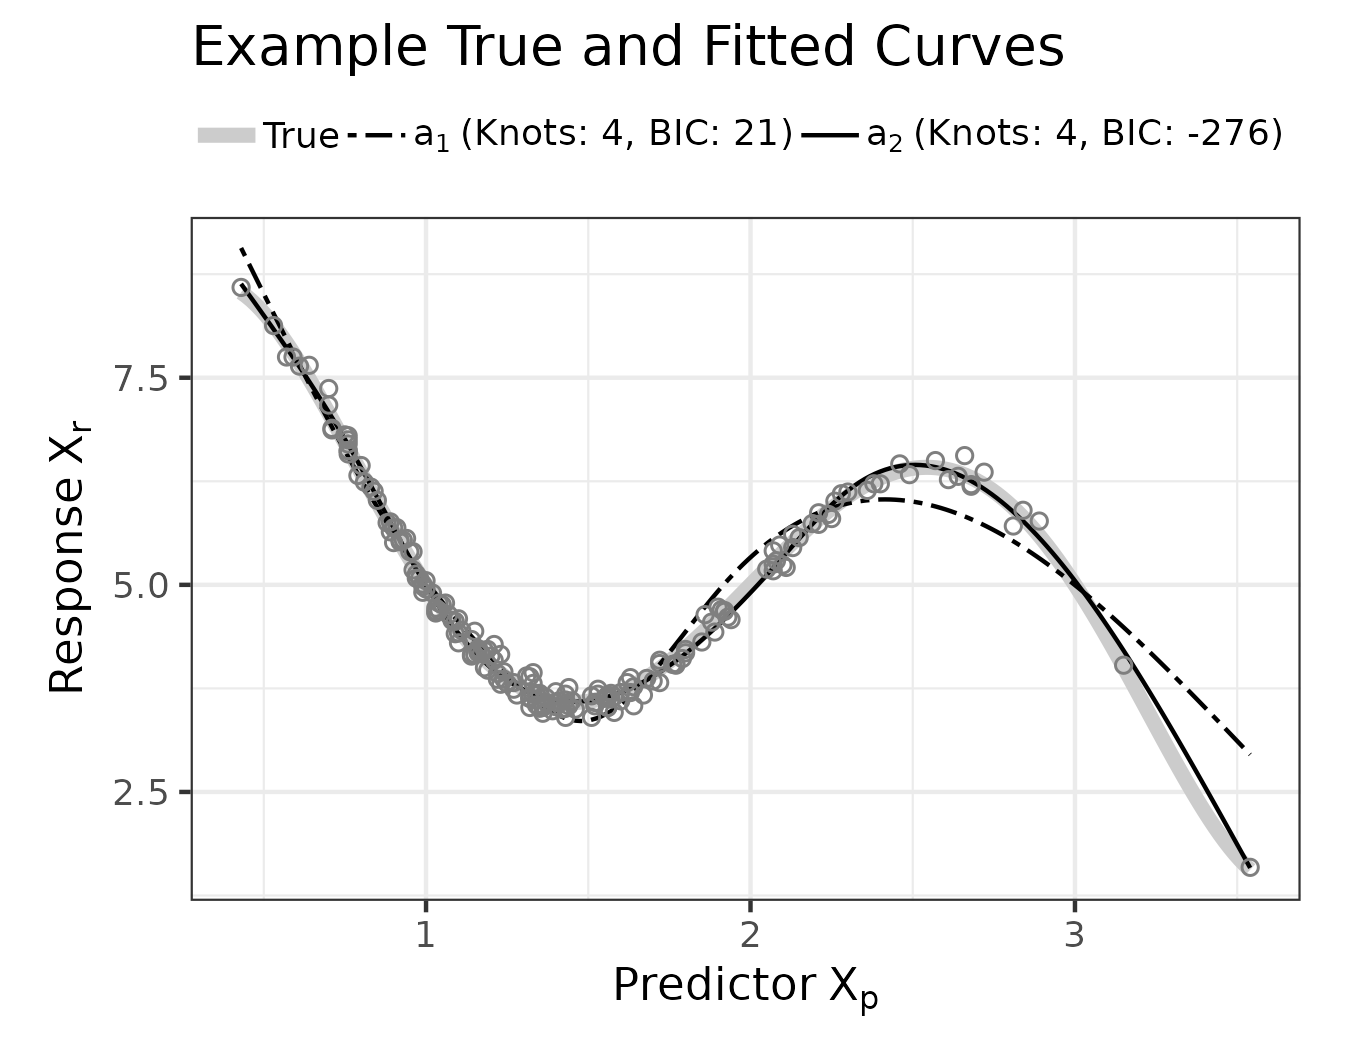 Example True and Fitted Curves
True a₁ (Knots: 4, BIC: 21) a₂ (Knots: 4, BIC: -276)
Response Xᵣ
7.5
5.0
2.5
1 2 3
Predictor Xₚ